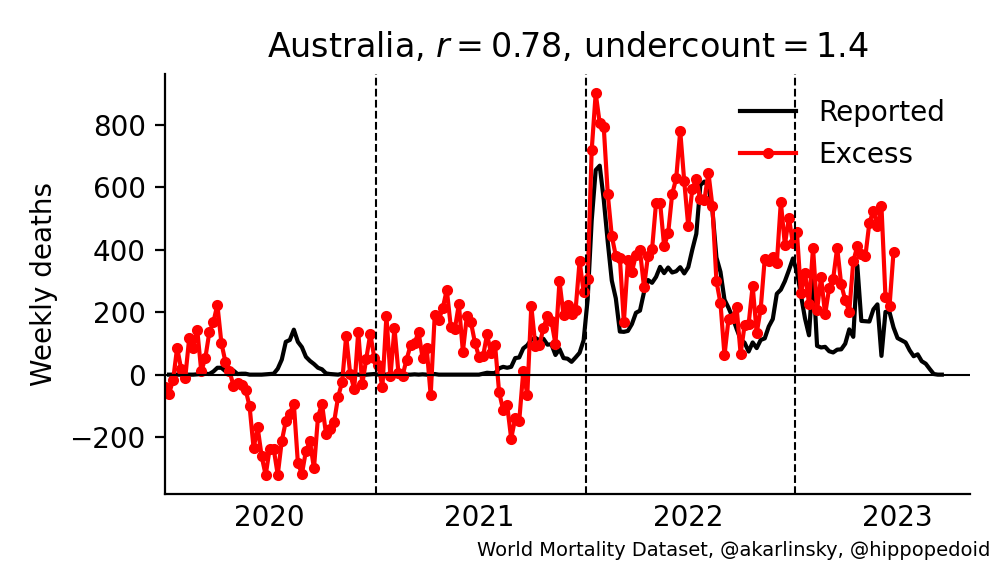 Australia, r = 0.78, undercount = 1.4
Reported
Excess
Weekly deaths
800
600
400
200
0
−200
2020 2021 2022 2023
World Mortality Dataset, @akarlinsky, @hippopedoid